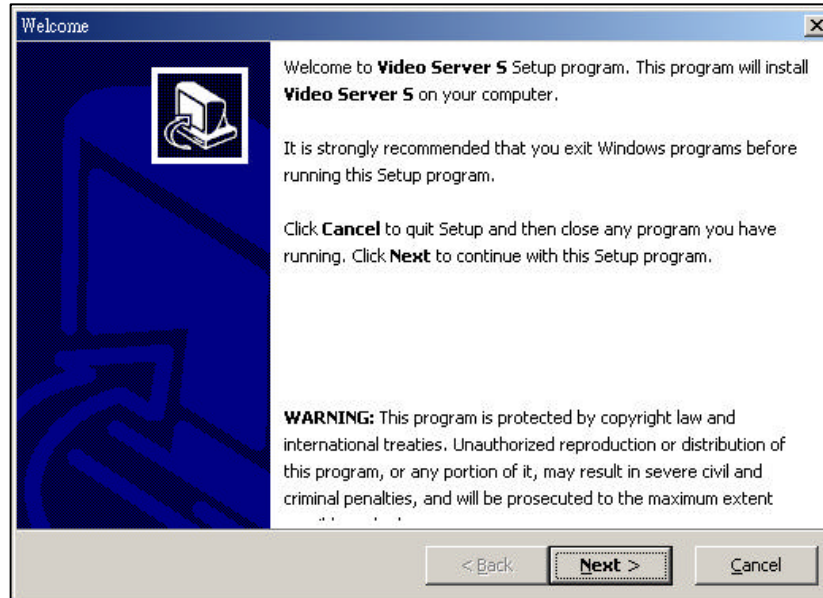 Welcome
Welcome to Video Server S Setup program. This program will install
Video Server S on your computer.
It is strongly recommended that you exit Windows programs before
running this Setup program.
Click Cancel to quit Setup and then close any program you have
running. Click Next to continue with this Setup program.
WARNING: This program is protected by copyright law and
international treaties. Unauthorized reproduction or distribution of
this program, or any portion of it, may result in severe civil and
criminal penalties, and will be prosecuted to the maximum extent
< Back
Next >
Cancel